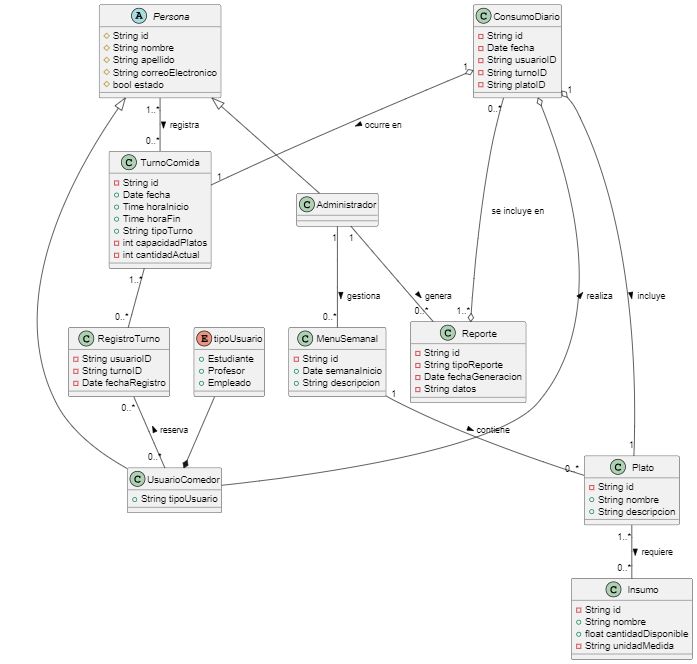 A Persona
String id
String nombre
String apellido
String correoElectronico
bool estado
C ConsumoDiario
String id
Date fecha
String usuarioID
String turnoID
String platoID
1
1
0..*
1..*
registra
0..*
ocurre en
1
C TurnoComida
String id
Date fecha
Time horaInicio
Time horaFin
String tipoTurno
int capacidadPlatos
int cantidadActual
C Administrador
se incluye en
1
1
1..*
gestiona
genera
realiza
incluye
0..*
0..*
0..*
1..*
C RegistroTurno
String usuarioID
String turnoID
Date fechaRegistro
E tipoUsuario
Estudiante
Profesor
Empleado
C MenuSemanal
String id
Date semanaInicio
String descripcion
C Reporte
String id
String tipoReporte
Date fechaGeneracion
String datos
1
0..*
reserva
contiene
1
0..*
0..*
C UsuarioComedor
String tipoUsuario
C Plato
String id
String nombre
String descripcion
1..*
requiere
0..*
C Insumo
String id
String nombre
float cantidadDisponible
String unidadMedida